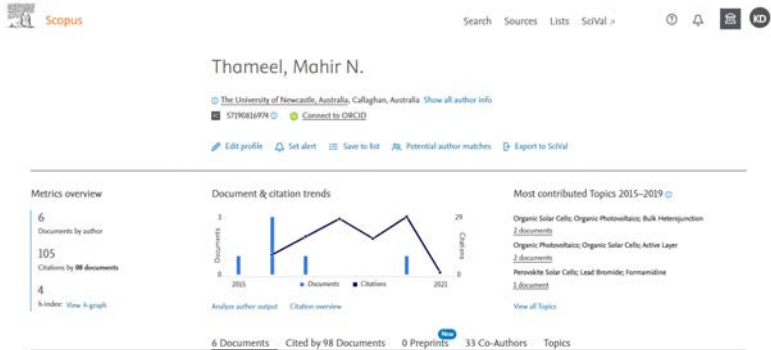 Scopus
Search Sources Lists SciVal ↗
KD
Thameel, Mahir N.
The University of Newcastle, Australia, Callaghan, Australia Show all author info
57190816974 Connect to ORCID
Edit profile Set alert Save to list Potential author matches Export to SciVal
Metrics overview
6
Documents by author
105
Citations by 98 documents
4
h-index: View h-graph
Document & citation trends
3
29
Documents
Citations
0
0
2015
2021
Documents Citations
Analyze author output Citation overview
Most contributed Topics 2015–2019
Organic Solar Cells; Organic Photovoltaics; Bulk Heterojunction
2 documents
Organic Photovoltaics; Organic Solar Cells; Active Layer
2 documents
Perovskite Solar Cells; Lead Bromide; Formamidine
1 document
View all Topics
New
6 Documents Cited by 98 Documents 0 Preprints 33 Co-Authors Topics